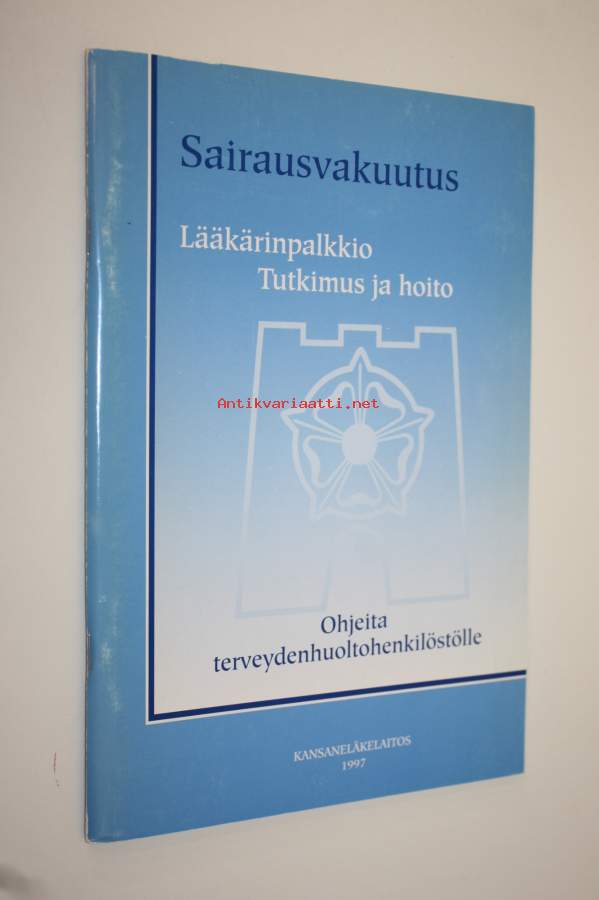 Sairausvakuutus
Lääkärinpalkkio
Tutkimus ja hoito
Antikvariaatti.net
Ohjeita
terveydenhuoltohenkilöstölle
KANSANELÄKELAITOS
1997